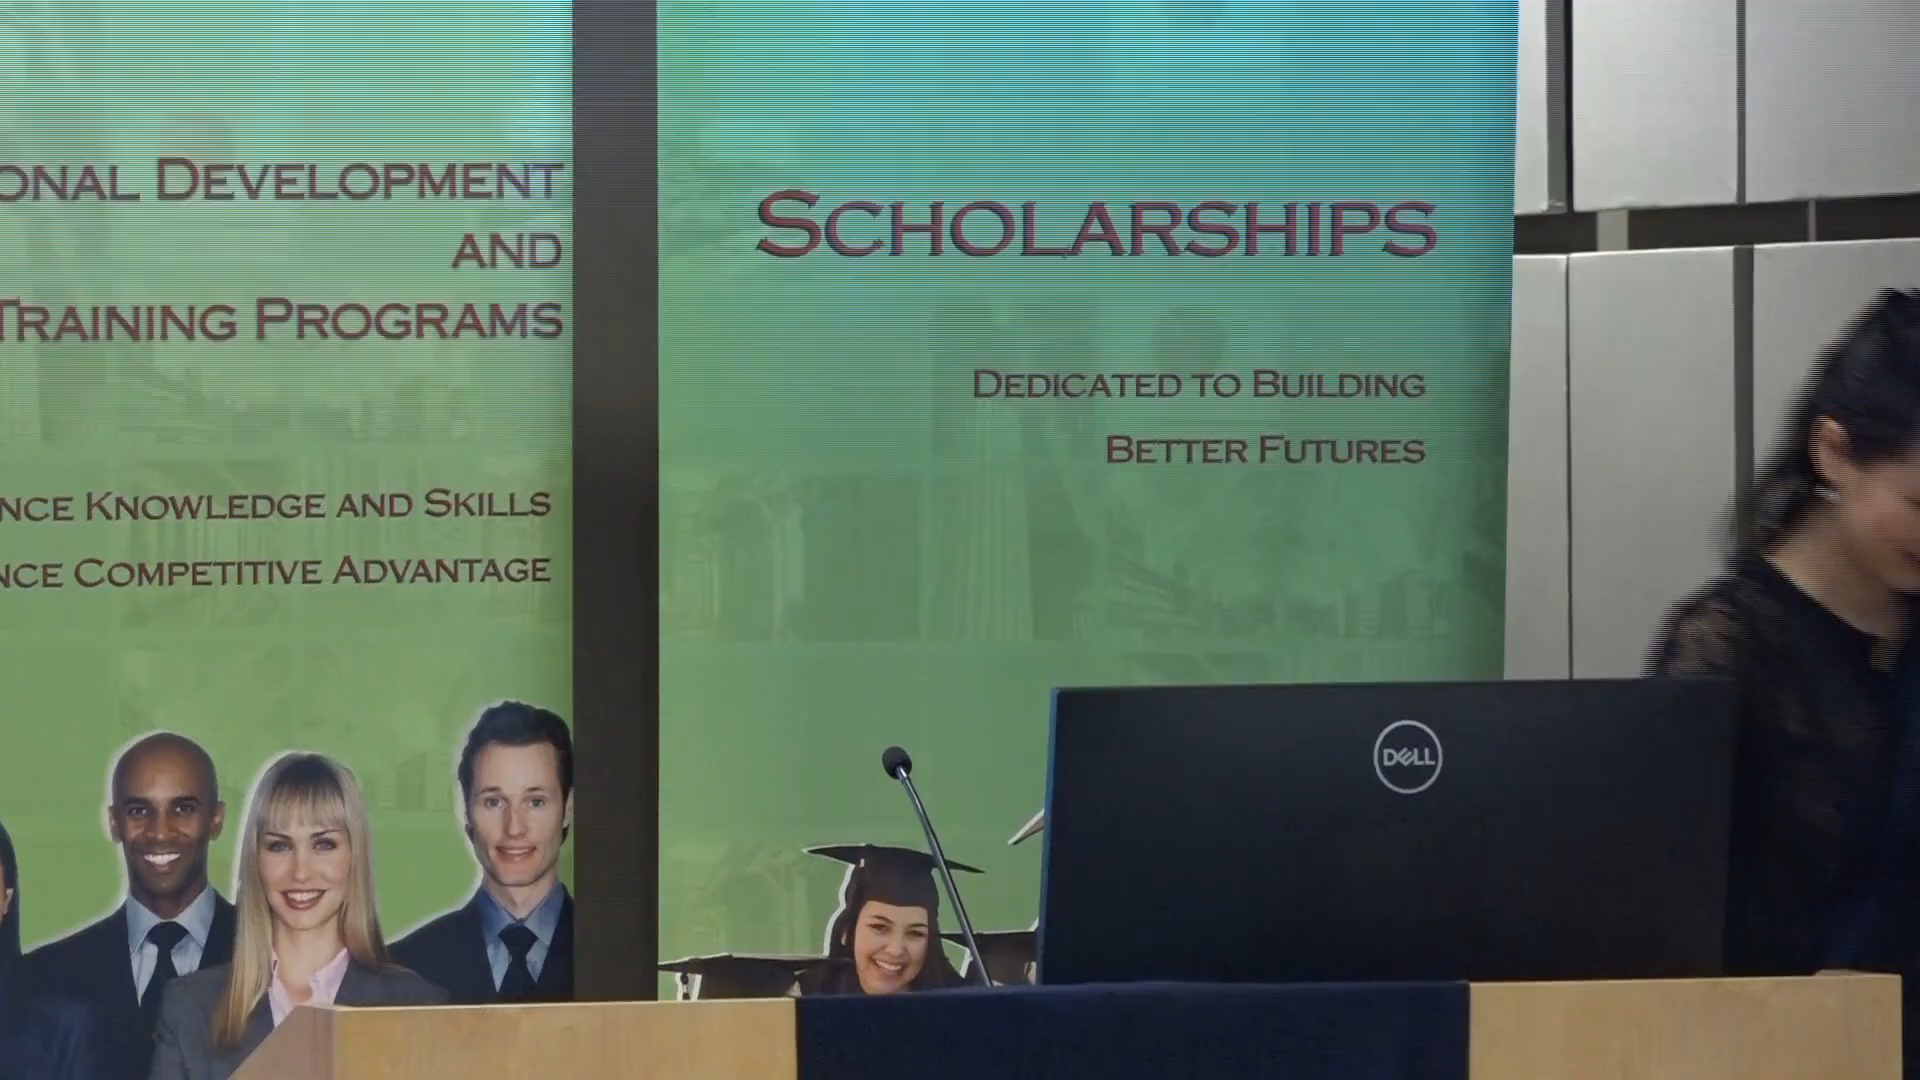 ONAL DEVELOPMENT
AND
TRAINING PROGRAMS
NCE KNOWLEDGE AND SKILLS
NCE COMPETITIVE ADVANTAGE
SCHOLARSHIPS
DEDICATED TO BUILDING
BETTER FUTURES
DELL